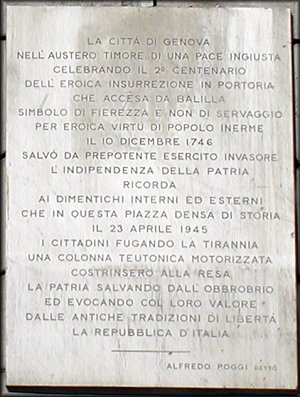 LA CITTÀ DI GENOVA
NELL'AUSTERO TIMORE DI UNA PACE INGIUSTA
CELEBRANDO IL 2º CENTENARIO
DELL'EROICA INSURREZIONE IN PORTORIA
CHE ACCESA DA BALILLA
SIMBOLO DI FIEREZZA E NON DI SERVAGGIO
PER EROICA VIRTÙ DI POPOLO INERME
IL 10 DICEMBRE 1746
SALVÒ DA PREPOTENTE ESERCITO INVASORE
L'INDIPENDENZA DELLA PATRIA
RICORDA
AI DIMENTICHI INTERNI ED ESTERNI
CHE IN QUESTA PIAZZA DENSA DI STORIA
IL 23 APRILE 1945
I CITTADINI FUGANDO LA TIRANNIA
UNA COLONNA TEUTONICA MOTORIZZATA
COSTRINSERO ALLA RESA
LA PATRIA SALVANDO DALL'OBBROBRIO
ED EVOCANDO COL LORO VALORE
DALLE ANTICHE TRADIZIONI DI LIBERTÀ
LA REPUBBLICA D'ITALIA
ALFREDO POGGI DETTÒ